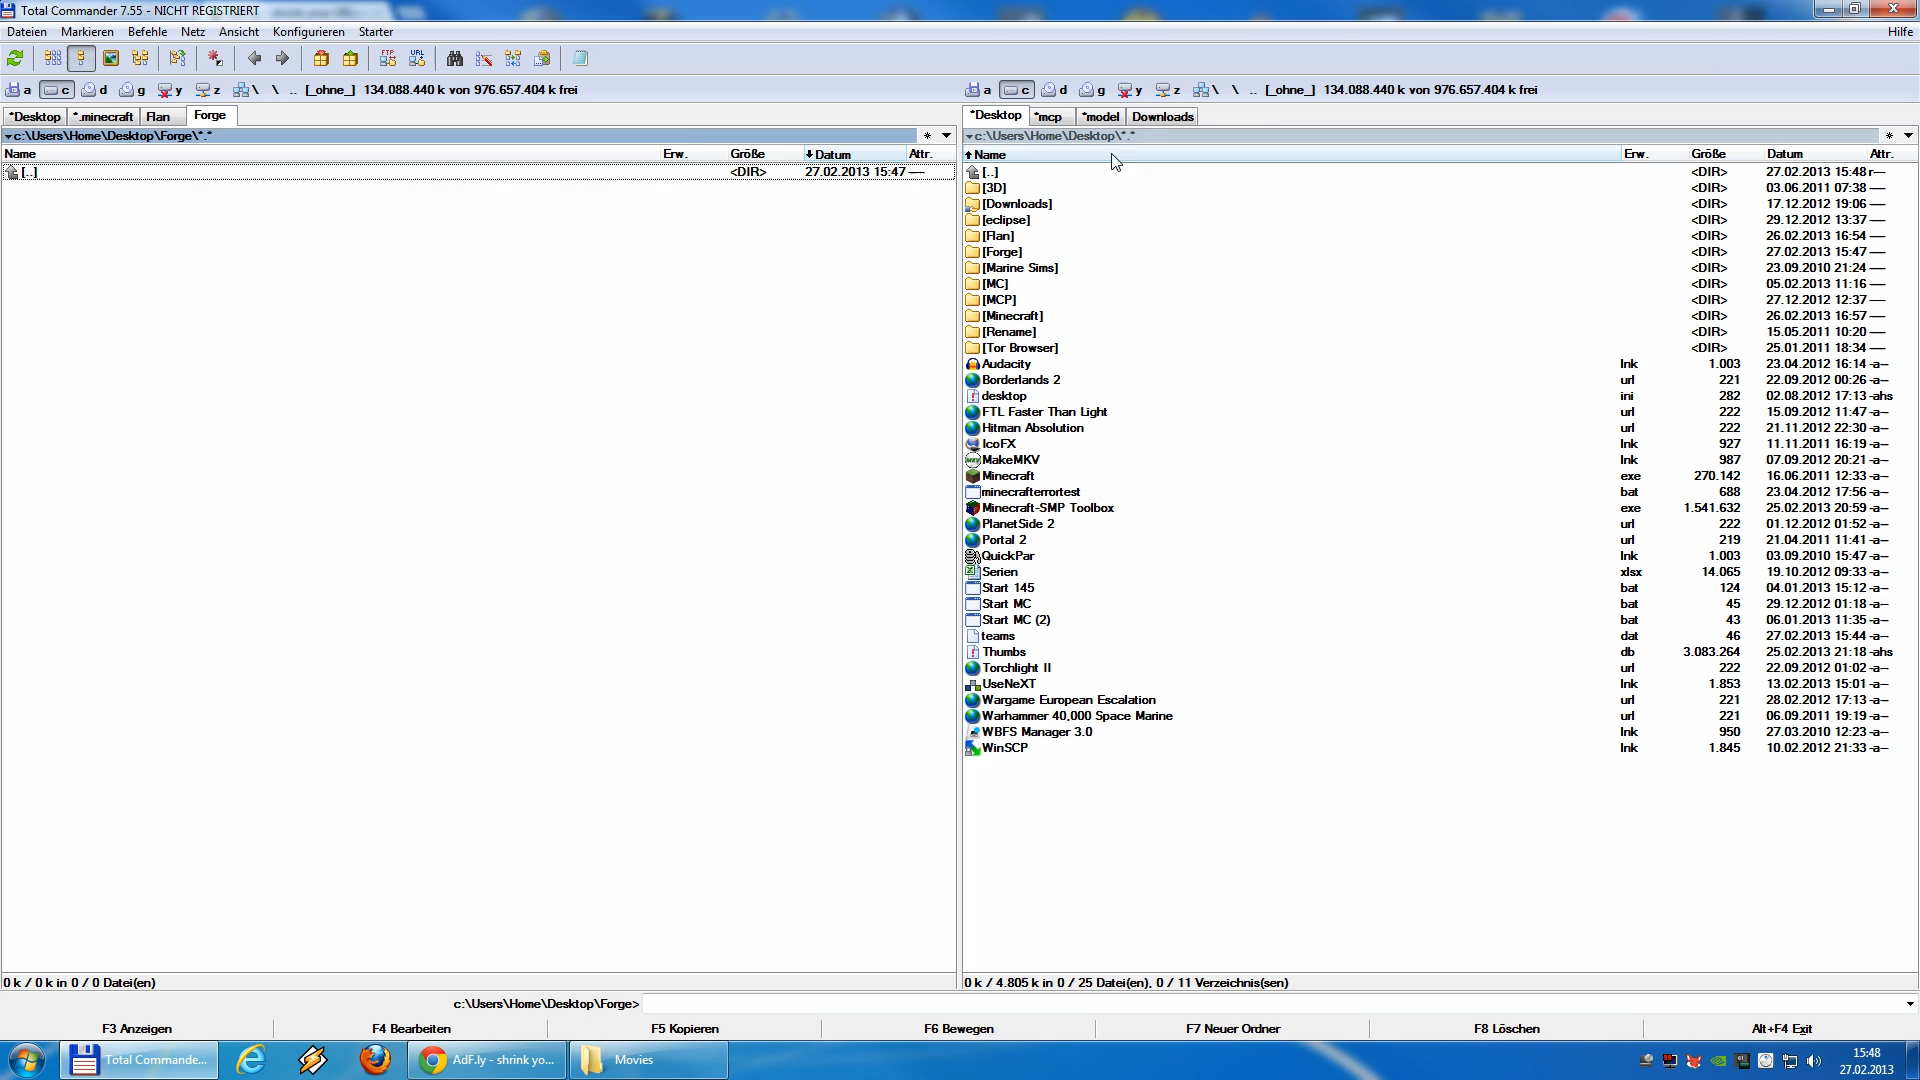 Total Commander 7.55 - NICHT REGISTRIERT
Dateien Markieren Befehle Netz Ansicht Konfigurieren Starter Hilfe
FTP URL
a c d g y z \ \ .. [_ohne_] 134.088.440 k von 976.657.404 k frei
a c d g y z \ \ .. [_ohne_] 134.088.440 k von 976.657.404 k frei
*Desktop *.minecraft Flan Forge
*Desktop *mcp *model Downloads
c:\Users\Home\Desktop\Forge\*.* *
c:\Users\Home\Desktop\*.* *
Name Erw. Größe Datum Attr.
[..] <DIR> 27.02.2013 15:47 ----
0 k / 0 k in 0 / 0 Datei(en)
Name Erw. Größe Datum Attr.
[..] <DIR> 27.02.2013 15:48 r---
[3D] <DIR> 03.06.2011 07:38 ----
[Downloads] <DIR> 17.12.2012 19:06 ----
[eclipse] <DIR> 29.12.2012 13:37 ----
[Flan] <DIR> 26.02.2013 16:54 ----
[Forge] <DIR> 27.02.2013 15:47 ----
[Marine Sims] <DIR> 23.09.2010 21:24 ----
[MC] <DIR> 05.02.2013 11:16 ----
[MCP] <DIR> 27.12.2012 12:37 ----
[Minecraft] <DIR> 26.02.2013 16:57 ----
[Rename] <DIR> 15.05.2011 10:20 ----
[Tor Browser] <DIR> 25.01.2011 18:34 ----
Audacity lnk 1.003 23.04.2012 16:14 -a--
Borderlands 2 url 221 22.09.2012 00:26 -a--
desktop ini 282 02.08.2012 17:13 -ahs
FTL Faster Than Light url 222 15.09.2012 11:47 -a--
Hitman Absolution url 222 21.11.2012 22:30 -a--
IcoFX lnk 927 11.11.2011 16:19 -a--
MakeMKV lnk 987 07.09.2012 20:21 -a--
Minecraft exe 270.142 16.06.2011 12:33 -a--
minecrafterrortest bat 688 23.04.2012 17:56 -a--
Minecraft-SMP Toolbox exe 1.541.632 25.02.2013 20:59 -a--
PlanetSide 2 url 222 01.12.2012 01:52 -a--
Portal 2 url 219 21.04.2011 11:41 -a--
QuickPar lnk 1.003 03.09.2010 15:47 -a--
Serien xlsx 14.065 19.10.2012 09:33 -a--
Start 145 bat 124 04.01.2013 15:12 -a--
Start MC bat 45 29.12.2012 01:18 -a--
Start MC (2) bat 43 06.01.2013 11:35 -a--
teams dat 46 27.02.2013 15:44 -a--
Thumbs db 3.083.264 25.02.2013 21:18 -ahs
Torchlight II url 222 22.09.2012 01:02 -a--
UseNeXT lnk 1.853 13.02.2013 15:01 -a--
Wargame European Escalation url 221 28.02.2012 17:13 -a--
Warhammer 40,000 Space Marine url 221 06.09.2011 19:19 -a--
WBFS Manager 3.0 lnk 950 27.03.2010 12:23 -a--
WinSCP lnk 1.845 10.02.2012 21:33 -a--
0 k / 4.805 k in 0 / 25 Datei(en), 0 / 11 Verzeichnis(sen)
c:\Users\Home\Desktop\Forge>
F3 Anzeigen F4 Bearbeiten F5 Kopieren F6 Bewegen F7 Neuer Ordner F8 Löschen Alt+F4 Exit
Total Commande... AdF.ly - shrink yo... Movies
15:48
27.02.2013